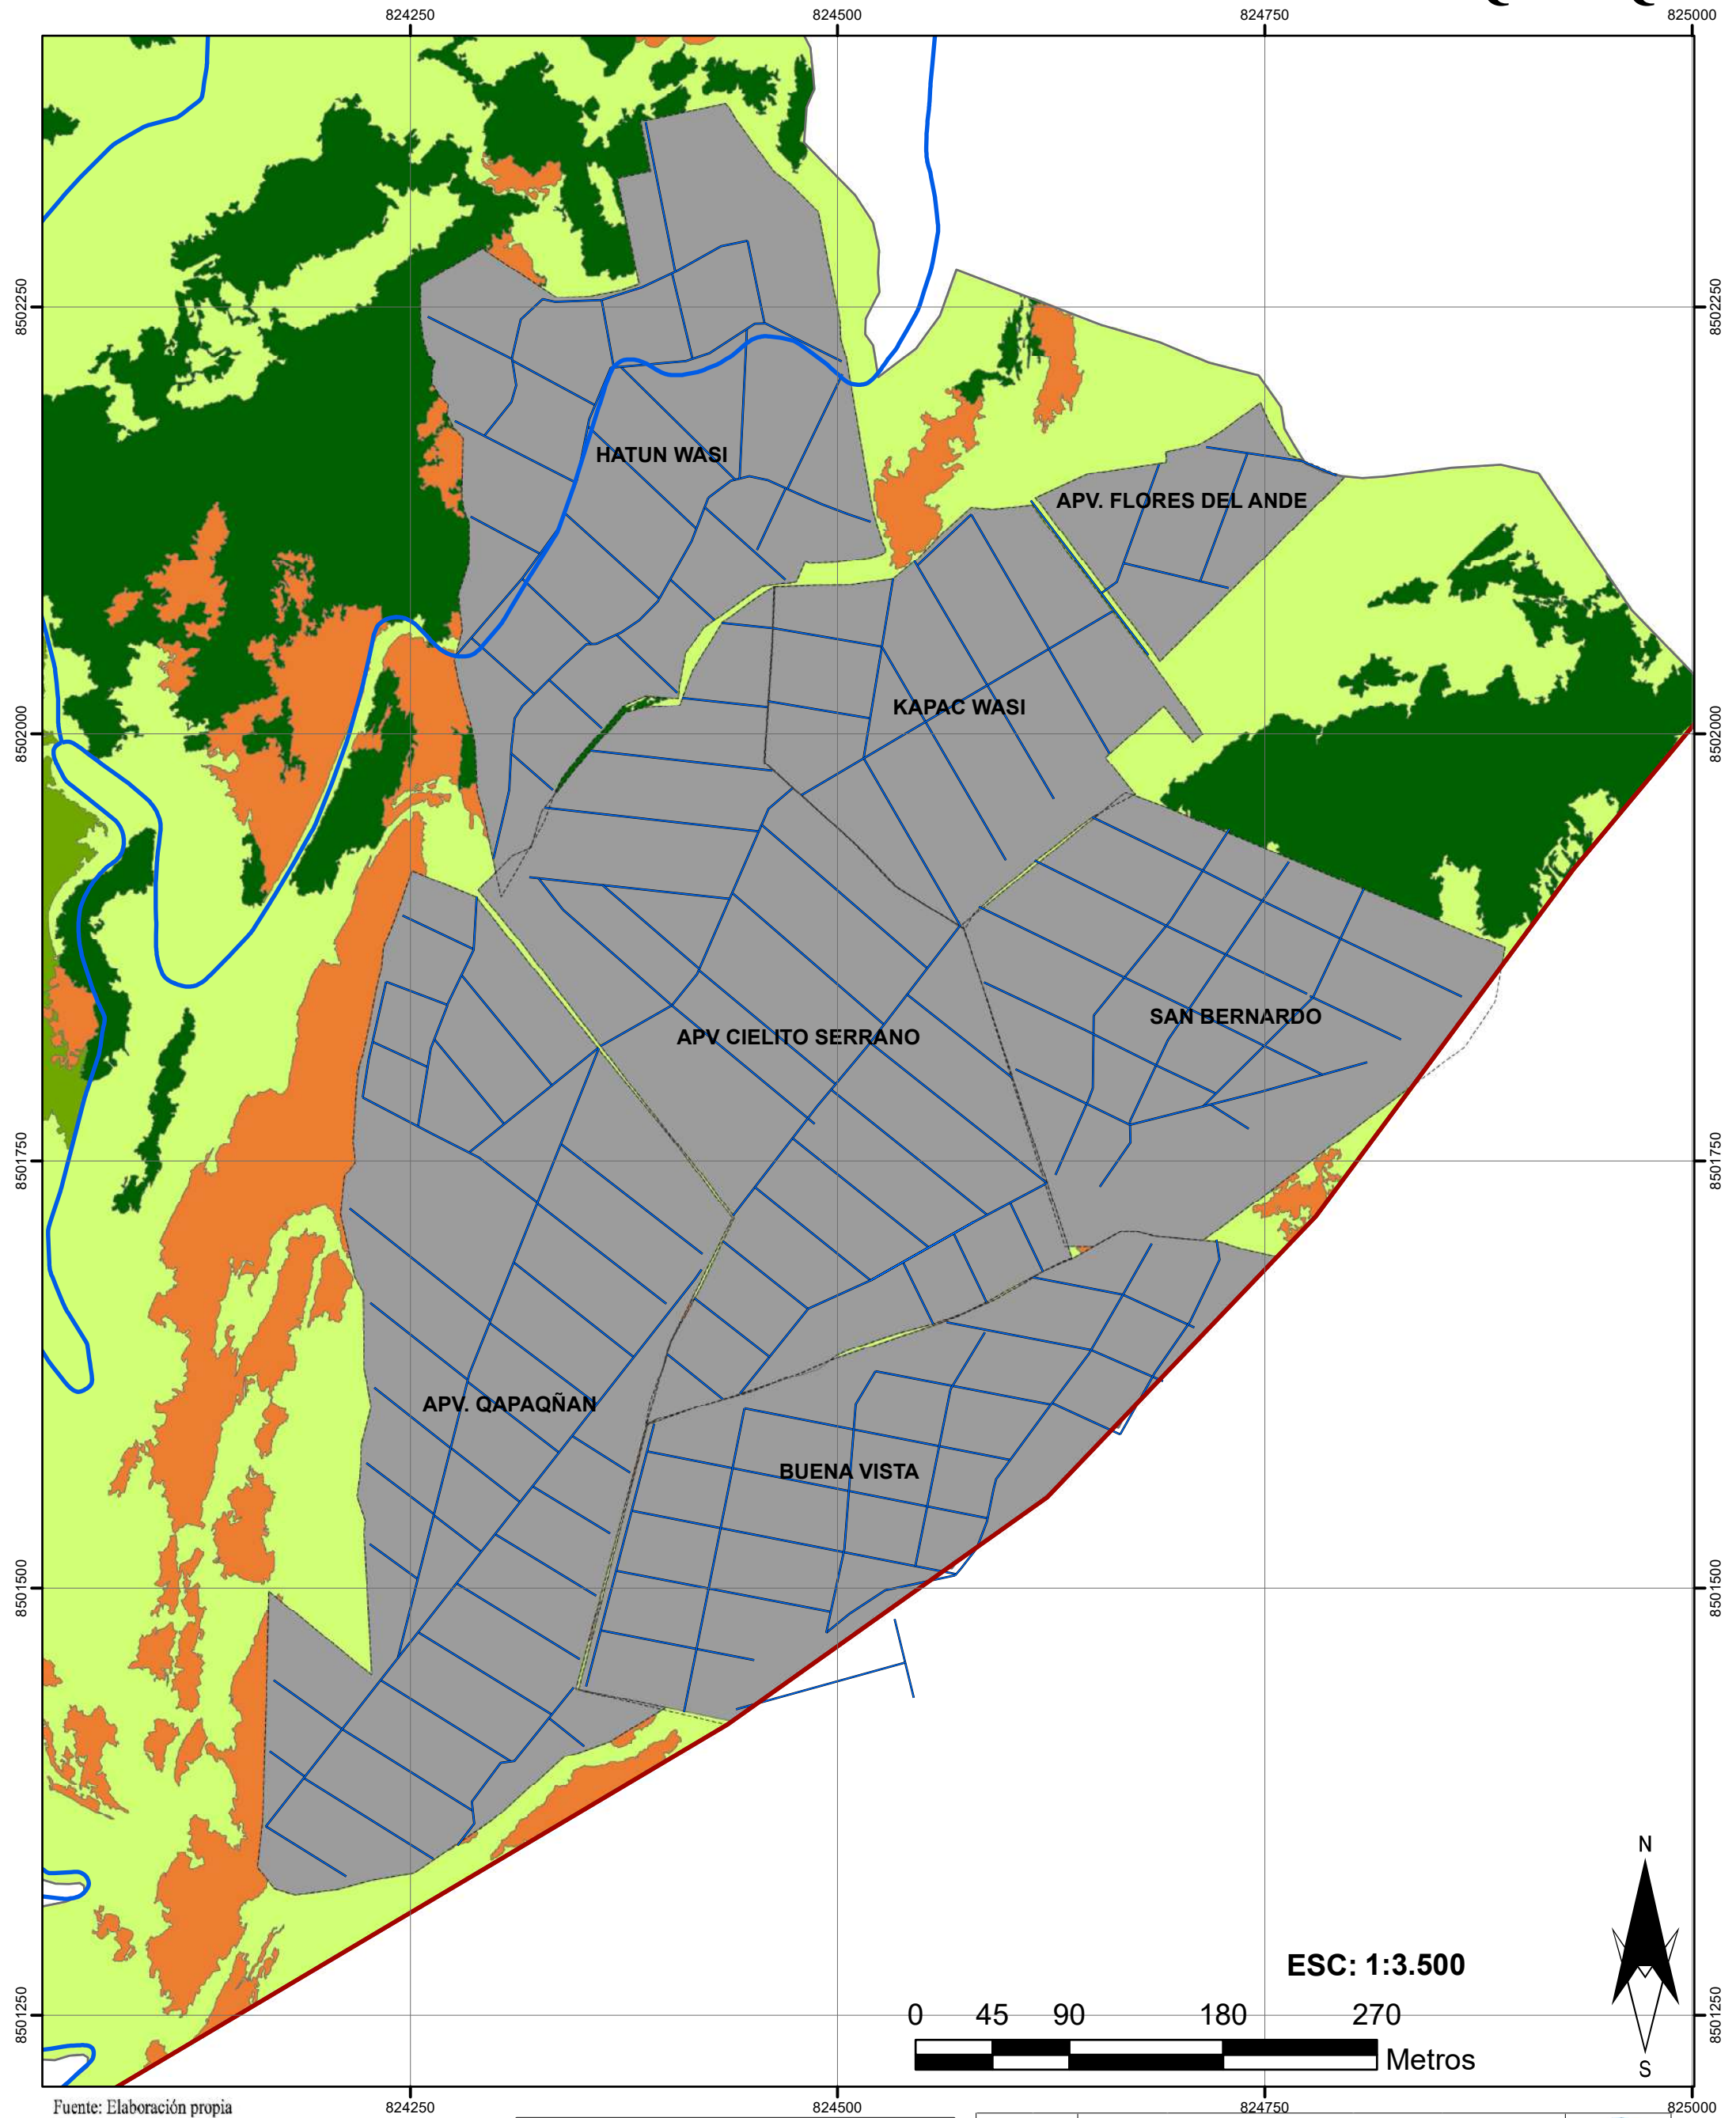 824250
824500
824750
825000
8502250
8502250
HATUN WASI
APV. FLORES DEL ANDE
KAPAC WASI
8502000
8502000
SAN BERNARDO
APV CIELITO SERRANO
8501750
8501750
APV. QAPAQÑAN
BUENA VISTA
8501500
8501500
N
ESC: 1:3.500
0 45 90 180 270
Metros
8501250
8501250
S
Fuente: Elaboración propia
824250
824500
824750
825000